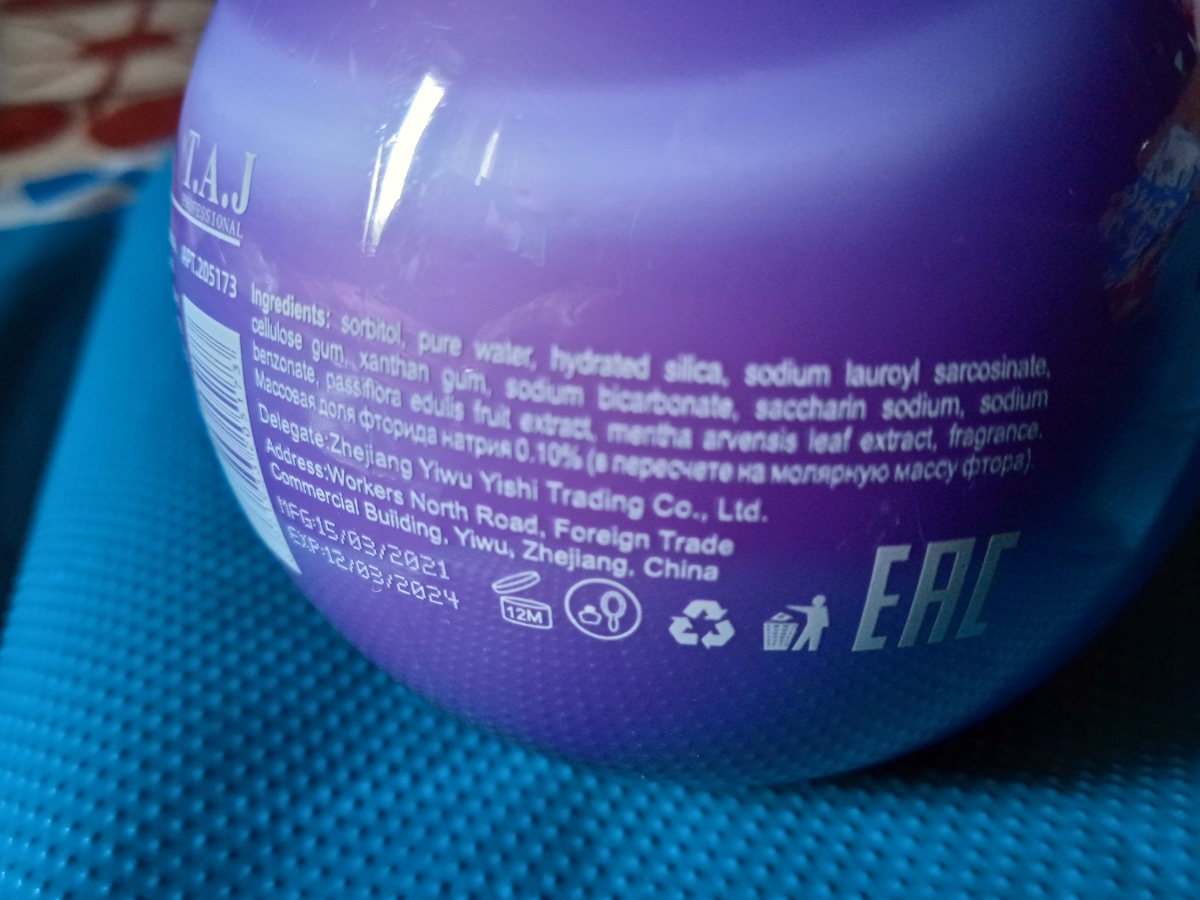 T.A.J
PROFESSIONAL
АРТ.205173
Ingredients: sorbitol, pure water, hydrated silica, sodium lauroyl sarcosinate,
cellulose gum, xanthan gum, sodium bicarbonate, saccharin sodium, sodium
benzonate, passiflora edulis fruit extract, mentha arvensis leaf extract, fragrance.
Массовая доля фторида натрия 0.10% (в пересчете на молярную массу фтора).
Delegate:Zhejiang Yiwu Yishi Trading Co., Ltd.
Address:Workers North Road, Foreign Trade
Commercial Building, Yiwu, Zhejiang, China
MFG:15/03/2021
EXP:12/03/2024
12M
EAC